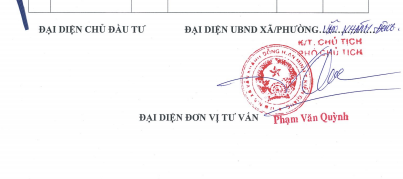 ĐẠI DIỆN CHỦ ĐẦU TƯ ĐẠI DIỆN UBND XÃ/PHƯỜNG
K/T. CHỦ TỊCH
PHÓ CHỦ TỊCH
ĐẠI DIỆN ĐƠN VỊ TƯ VẤN Phạm Văn Quỳnh